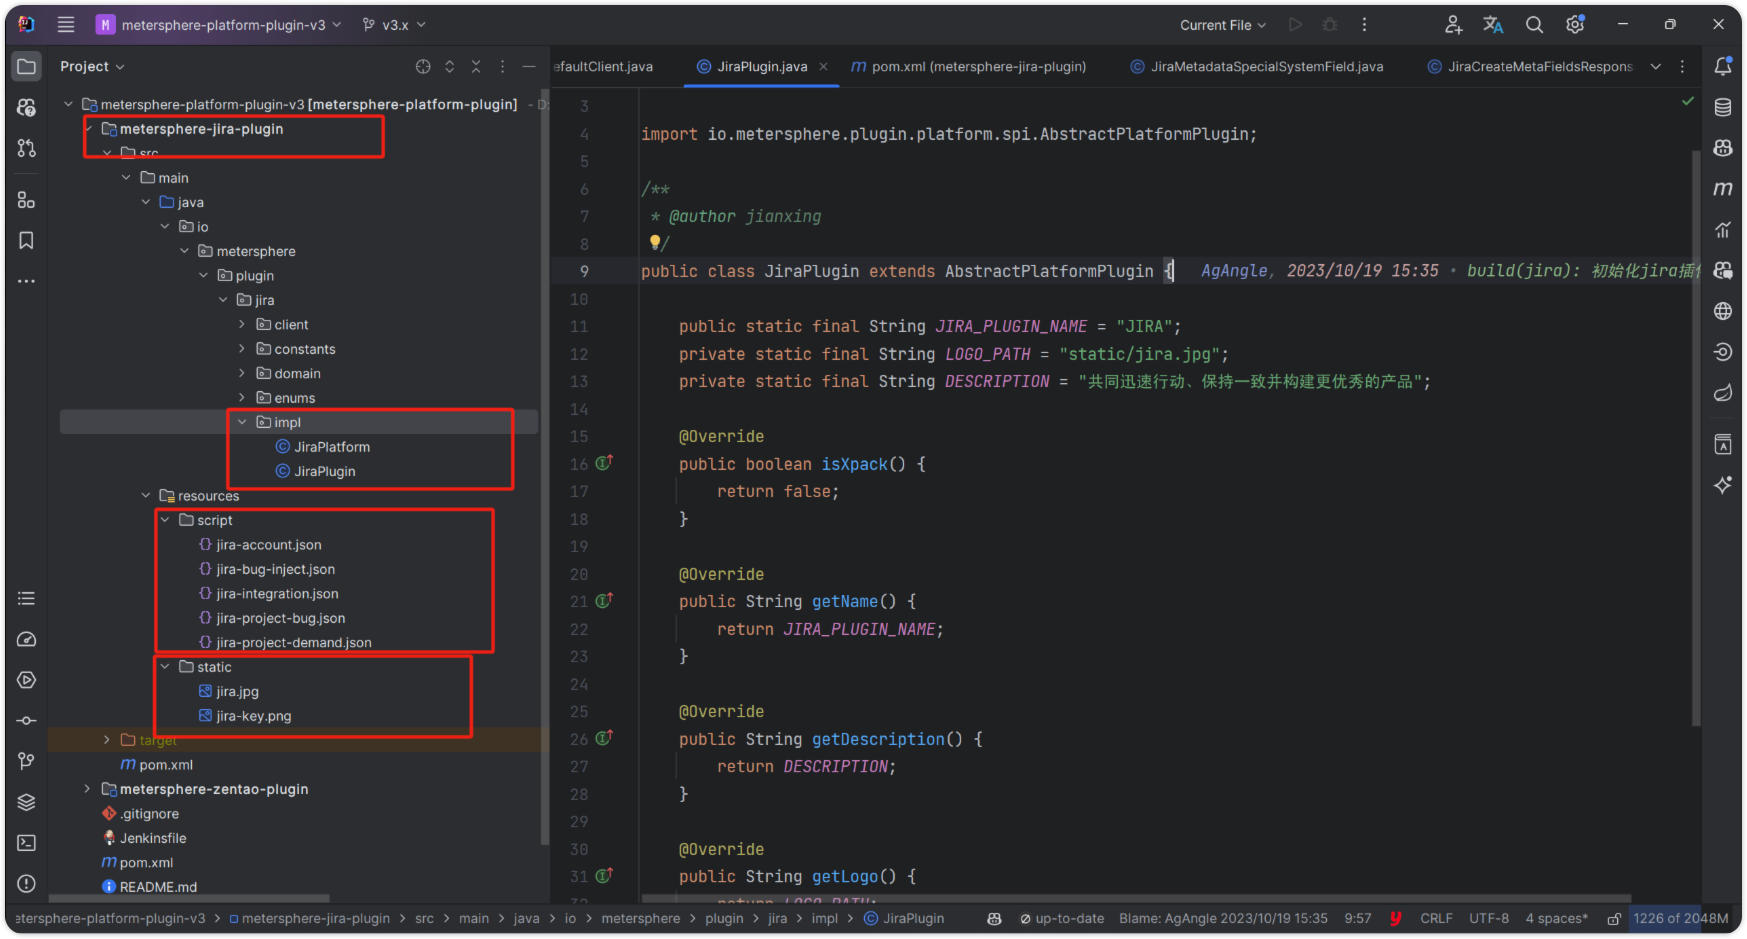 M metersphere-platform-plugin-v3
v3.x
Current File
Project
efaultClient.java
JiraPlugin.java
pom.xml (metersphere-jira-plugin)
JiraMetadataSpecialSystemField.java
JiraCreateMetaFieldsRespons
metersphere-platform-plugin-v3 [metersphere-platform-plugin] - D:
metersphere-jira-plugin
src
main
java
io
metersphere
plugin
jira
client
constants
domain
enums
impl
JiraPlatform
JiraPlugin
resources
script
jira-account.json
jira-bug-inject.json
jira-integration.json
jira-project-bug.json
jira-project-demand.json
static
jira.jpg
jira-key.png
target
pom.xml
metersphere-zentao-plugin
.gitignore
Jenkinsfile
pom.xml
README.md
3
4 import io.metersphere.plugin.platform.spi.AbstractPlatformPlugin;
5
6 /**
7 * @author jianxing
8 */
9 public class JiraPlugin extends AbstractPlatformPlugin { AgAngle, 2023/10/19 15:35 • build(jira): 初始化jira插件
10
11 public static final String JIRA_PLUGIN_NAME = "JIRA";
12 private static final String LOGO_PATH = "static/jira.jpg";
13 private static final String DESCRIPTION = "共同迅速行动、保持一致并构建更优秀的产品";
14
15 @Override
16 public boolean isXpack() {
17 return false;
18 }
19
20 @Override
21 public String getName() {
22 return JIRA_PLUGIN_NAME;
23 }
24
25 @Override
26 public String getDescription() {
27 return DESCRIPTION;
28 }
29
30 @Override
31 public String getLogo() {
32 return LOGO_PATH;
etersphere-platform-plugin-v3 > metersphere-jira-plugin > src > main > java > io > metersphere > plugin > jira > impl > JiraPlugin
up-to-date
Blame: AgAngle 2023/10/19 15:35
9:57
CRLF
UTF-8
4 spaces*
1226 of 2048M